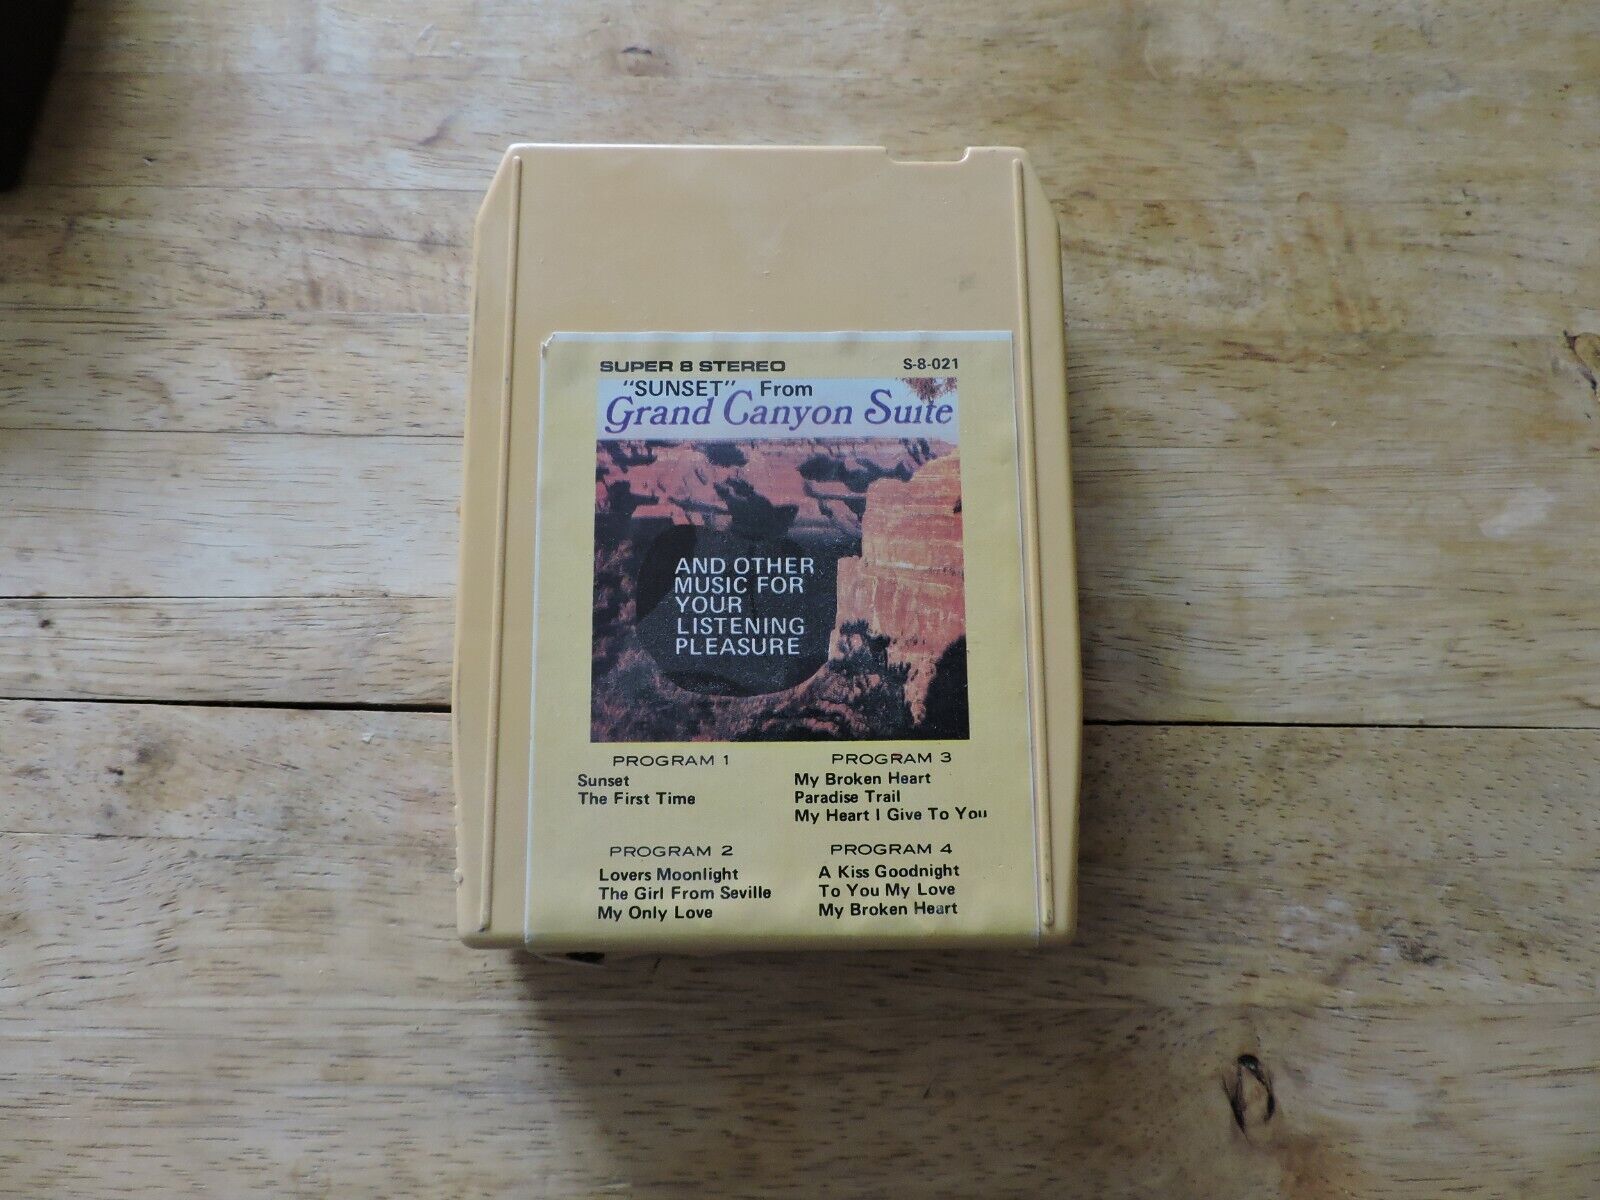 SUPER 8 STEREO S-8-021
"SUNSET" From
Grand Canyon Suite
AND OTHER
MUSIC FOR
YOUR
LISTENING
PLEASURE
PROGRAM 1
Sunset
The First Time
PROGRAM 2
Lovers Moonlight
The Girl From Seville
My Only Love
PROGRAM 3
My Broken Heart
Paradise Trail
My Heart I Give To You
PROGRAM 4
A Kiss Goodnight
To You My Love
My Broken Heart